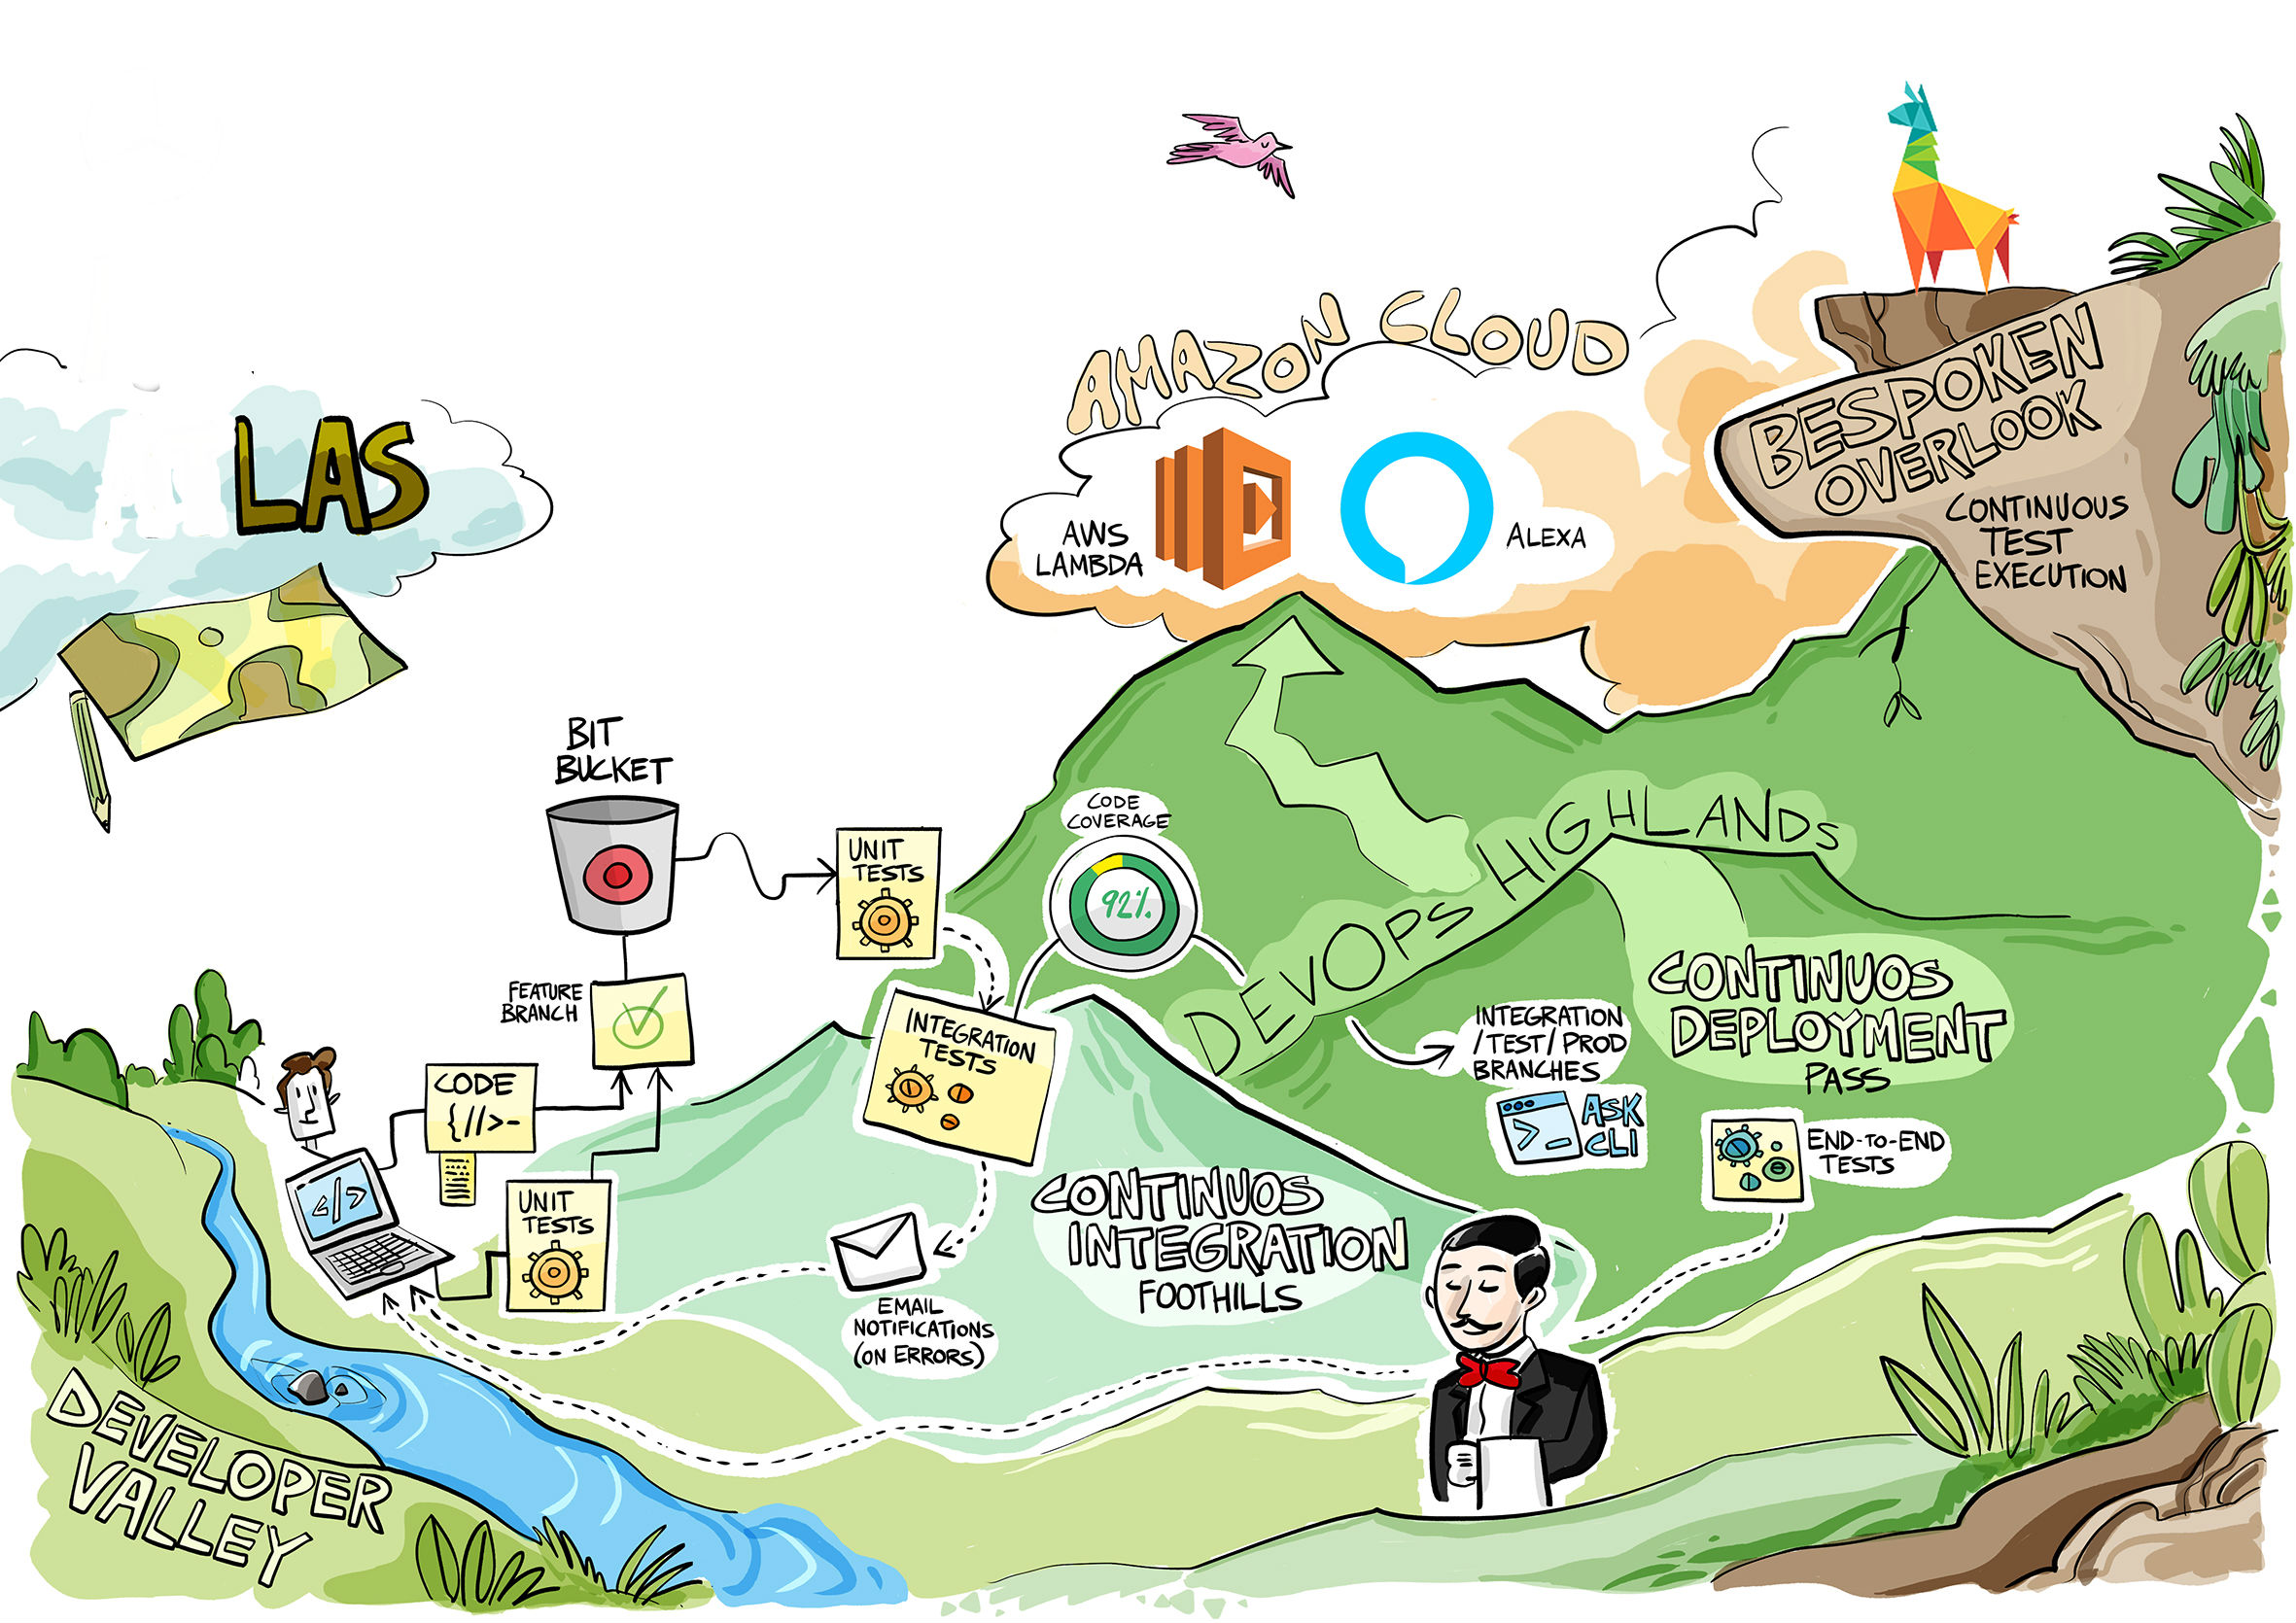 AMAZON CLOUD
AWS
LAMBDA
ALEXA
BESPOKEN
OVERLOOK
CONTINUOUS
TEST
EXECUTION
LAS
BIT
BUCKET
UNIT
TESTS
CODE
COVERAGE
92%
DEVOPS HIGHLANDS
FEATURE
BRANCH
INTEGRATION
TESTS
CONTINUOS
DEPLOYMENT
PASS
INTEGRATION
/TEST/PROD
BRANCHES
ASK
CLI
END-TO-END
TESTS
CODE
{//>-
</>
UNIT
TESTS
CONTINUOS
INTEGRATION
FOOTHILLS
EMAIL
NOTIFICATIONS
(ON ERRORS)
DEVELOPER
VALLEY